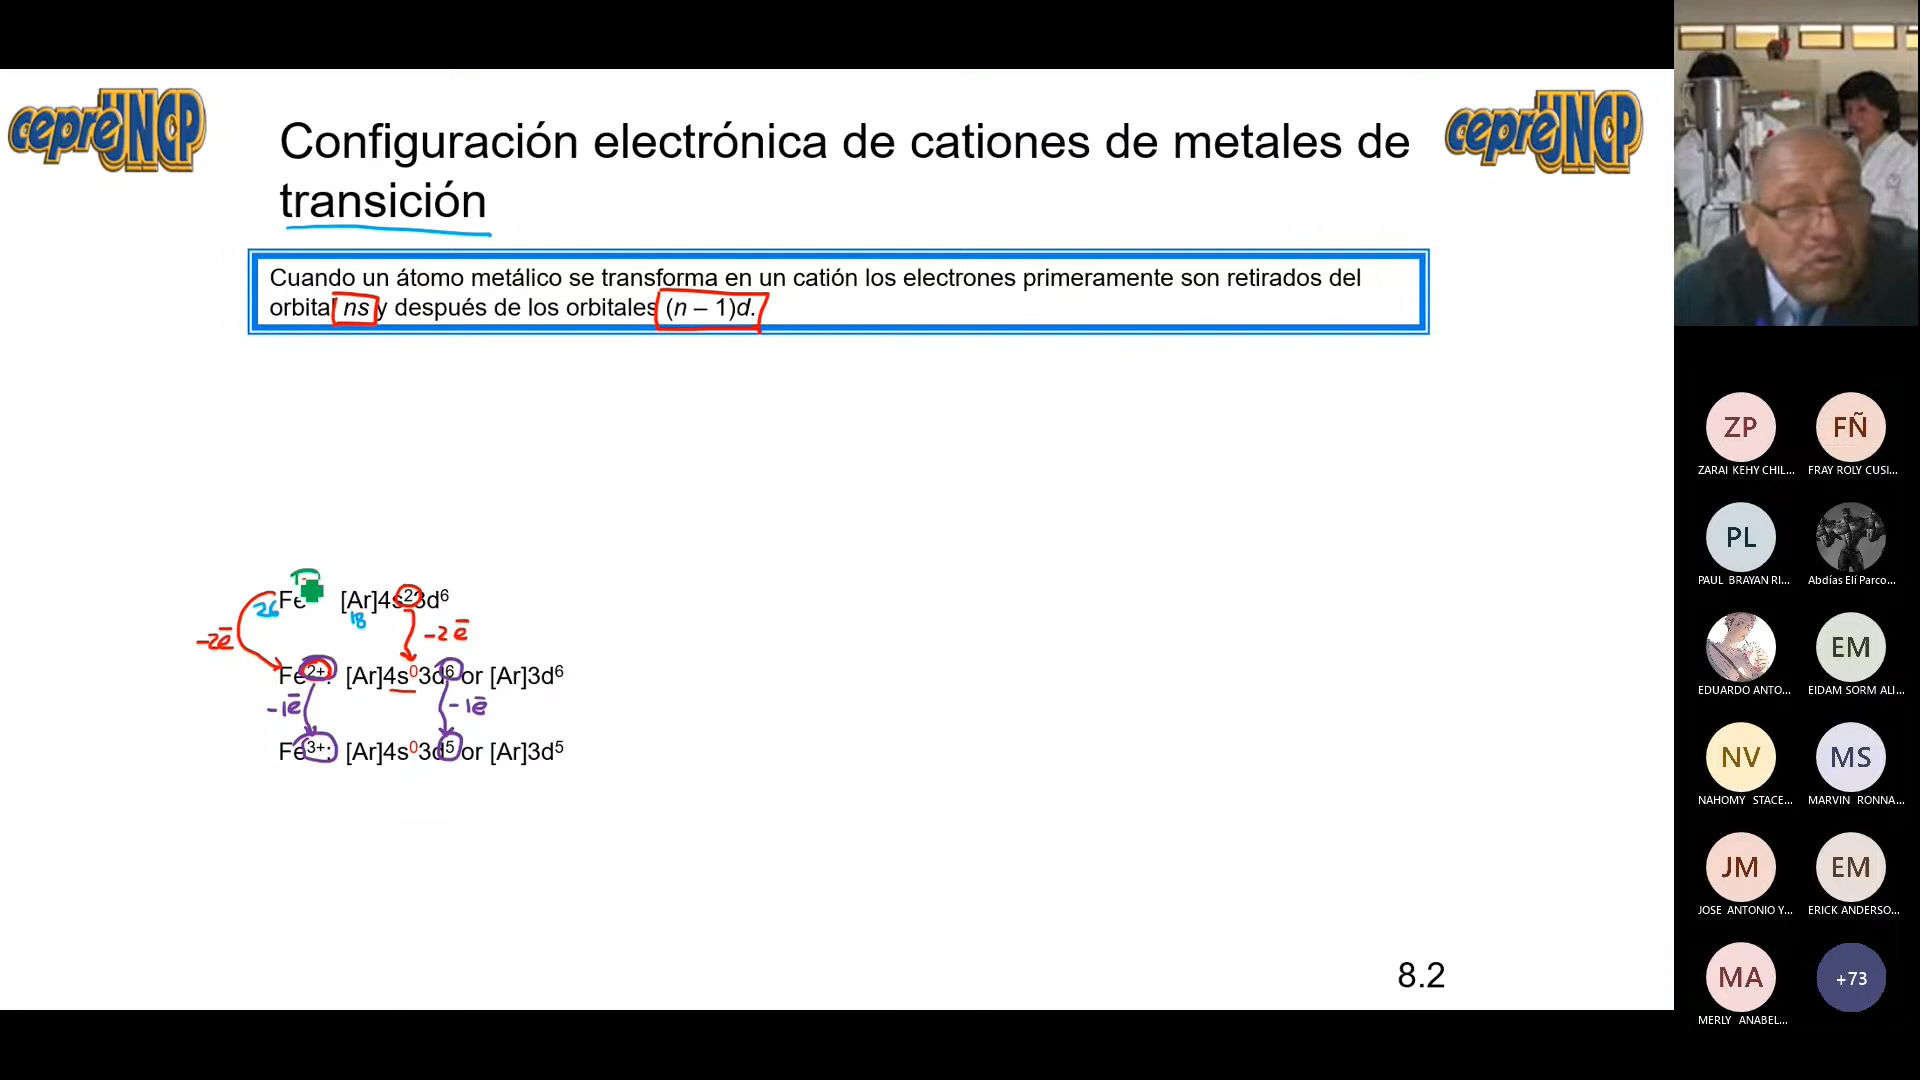 cepreUNCP
cepreUNCP
Configuración electrónica de cationes de metales de
transición
Cuando un átomo metálico se transforma en un catión los electrones primeramente son retirados del
orbital ns y después de los orbitales (n – 1)d.
26 Fe [Ar]4s23d6
18
-2e̅ -2e̅
Fe2+: [Ar]4s03d6 or [Ar]3d6
-1e̅ -1e̅
Fe3+: [Ar]4s03d5 or [Ar]3d5
8.2
ZP FÑ
ZARAI KEHY CHIL... FRAY ROLY CUSI...
PL
PAUL BRAYAN RI... Abdías Elí Parco...
EM
EDUARDO ANTO... EIDAM SORM ALI...
NV MS
NAHOMY STACE... MARVIN RONNA...
JM EM
JOSE ANTONIO Y... ERICK ANDERSO...
MA +73
MERLY ANABEL...